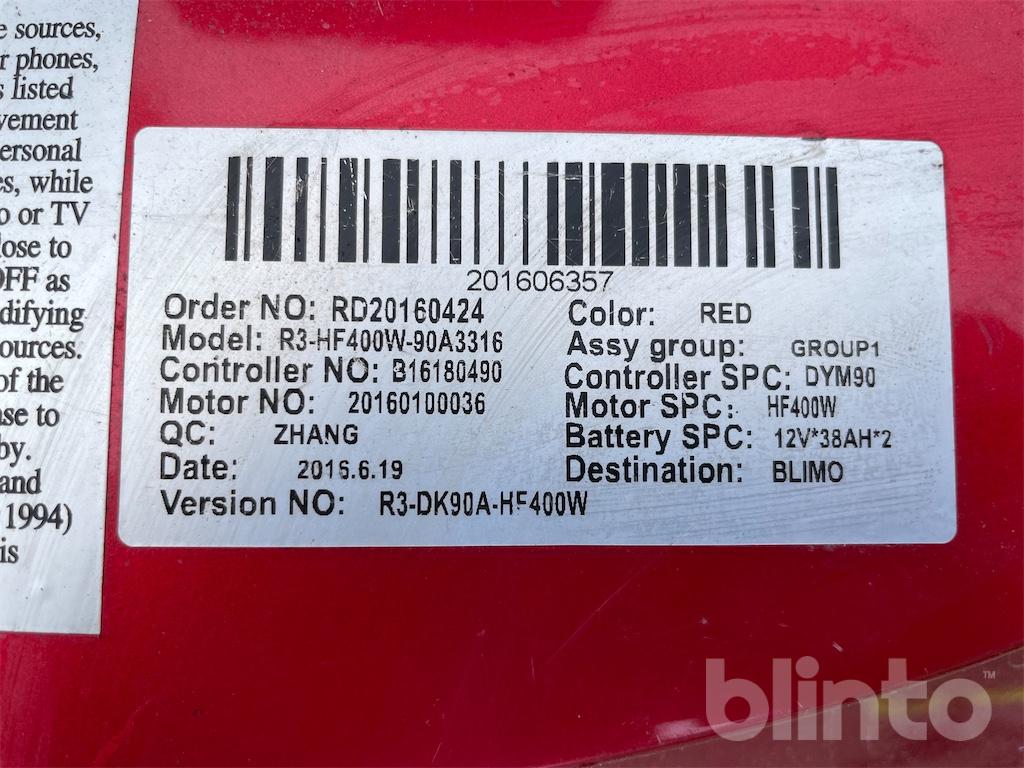 e sources,
r phones,
s listed
vement
ersonal
es, while
o or TV
lose to
OFF as
difying
ources.
of the
ase to
by.
and
1994)
is
201606357
Order NO: RD20160424
Color: RED
Model: R3-HF400W-90A3316
Assy group: GROUP1
Controller NO: B16180490
Controller SPC: DYM90
Motor NO: 20160100036
Motor SPC: HF400W
QC: ZHANG
Battery SPC: 12V*38AH*2
Date: 2016.6.19
Destination: BLIMO
Version NO: R3-DK90A-HF400W
blinto™